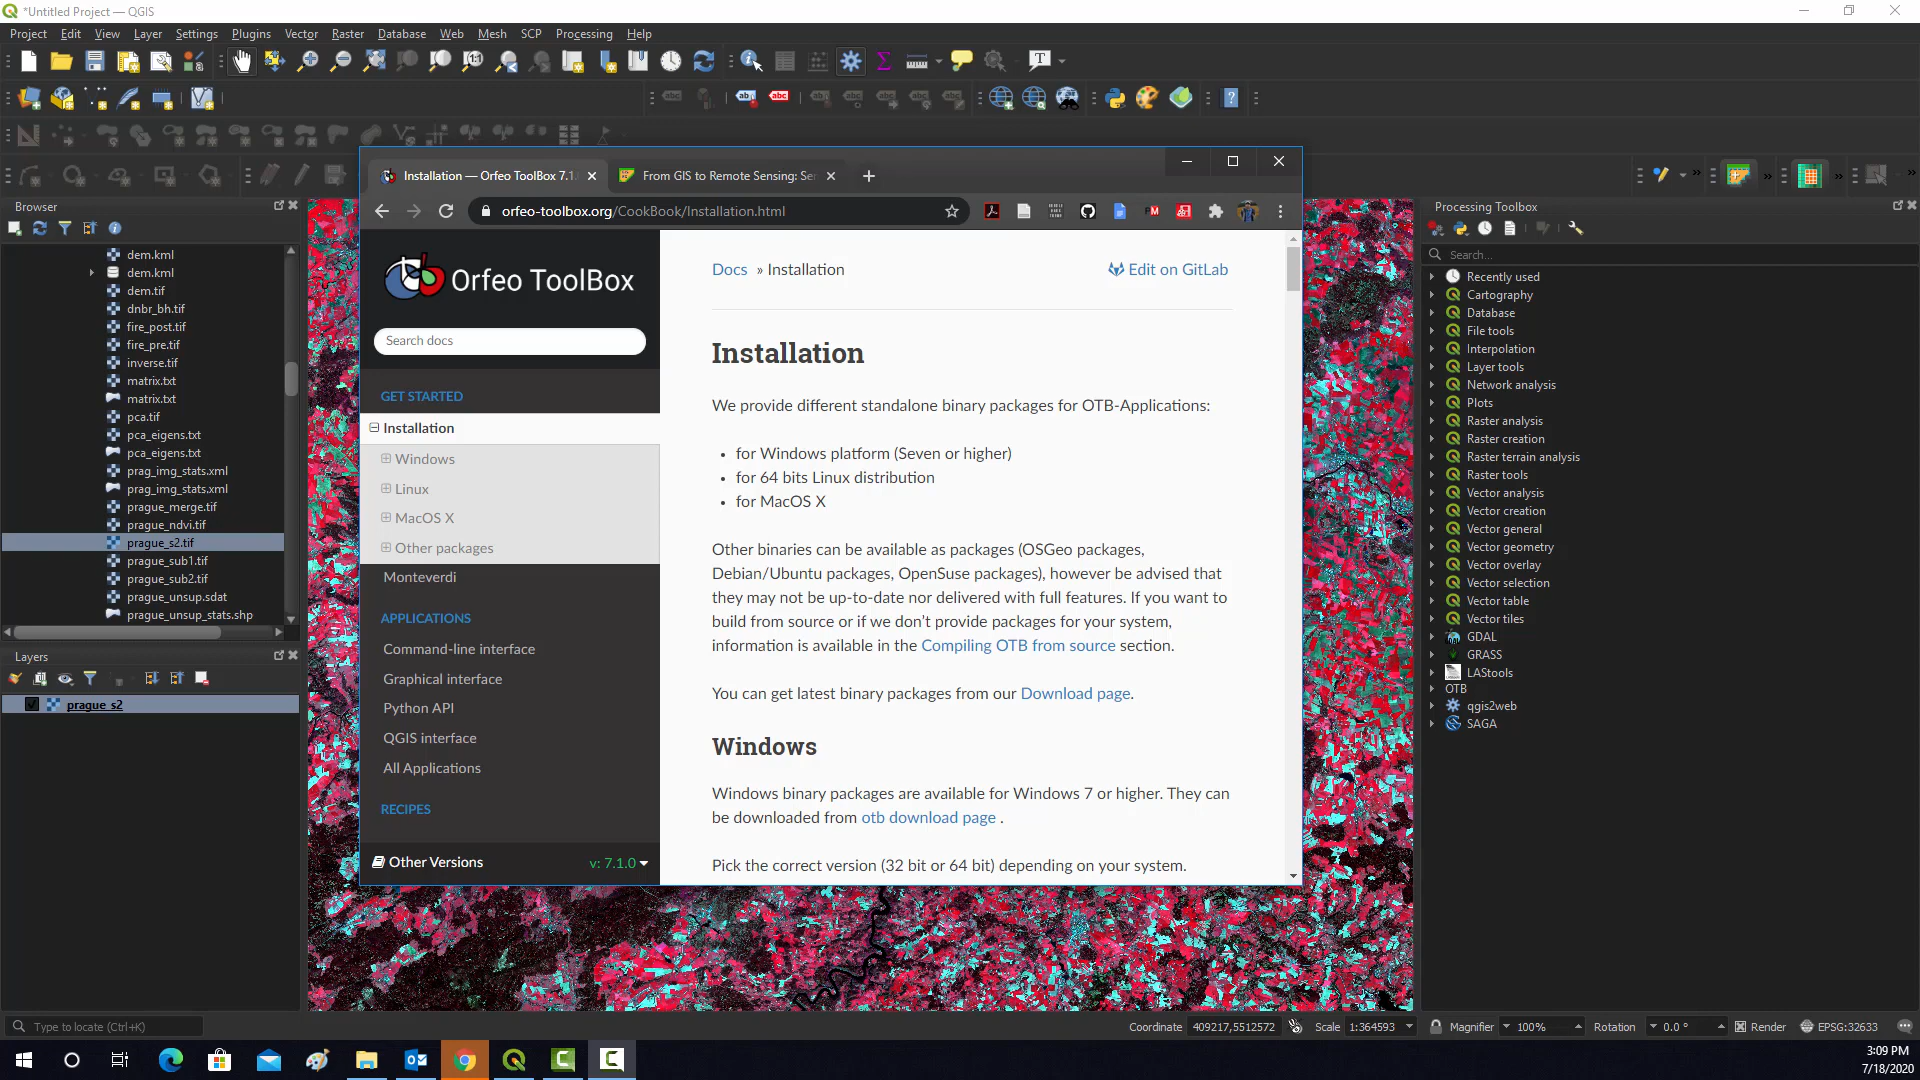 *Untitled Project — QGIS
Project Edit View Layer Settings Plugins Vector Raster Database Web Mesh SCP Processing Help
Installation — Orfeo ToolBox 7.1.
From GIS to Remote Sensing: Se
orfeo-toolbox.org/CookBook/Installation.html
Browser
dem.kml
dem.kml
dem.tif
dnbr_bh.tif
fire_post.tif
fire_pre.tif
inverse.tif
matrix.txt
matrix.txt
pca.tif
pca_eigens.txt
pca_eigens.txt
prag_img_stats.xml
prag_img_stats.xml
prague_merge.tif
prague_ndvi.tif
prague_s2.tif
prague_sub1.tif
prague_sub2.tif
prague_unsup.sdat
prague_unsup_stats.shp
Layers
prague_s2
Orfeo ToolBox
Search docs
GET STARTED
Installation
Windows
Linux
MacOS X
Other packages
Monteverdi
APPLICATIONS
Command-line interface
Graphical interface
Python API
QGIS interface
All Applications
RECIPES
Other Versions v: 7.1.0
Docs » Installation
Edit on GitLab
Installation
We provide different standalone binary packages for OTB-Applications:
• for Windows platform (Seven or higher)
• for 64 bits Linux distribution
• for MacOS X
Other binaries can be available as packages (OSGeo packages,
Debian/Ubuntu packages, OpenSuse packages), however be advised that
they may not be up-to-date nor delivered with full features. If you want to
build from source or if we don't provide packages for your system,
information is available in the Compiling OTB from source section.
You can get latest binary packages from our Download page.
Windows
Windows binary packages are available for Windows 7 or higher. They can
be downloaded from otb download page .
Pick the correct version (32 bit or 64 bit) depending on your system.
Processing Toolbox
Search...
Recently used
Cartography
Database
File tools
Interpolation
Layer tools
Network analysis
Plots
Raster analysis
Raster creation
Raster terrain analysis
Raster tools
Vector analysis
Vector creation
Vector general
Vector geometry
Vector overlay
Vector selection
Vector table
Vector tiles
GDAL
GRASS
LAStools
OTB
qgis2web
SAGA
Type to locate (Ctrl+K)
Coordinate 409217,5512572 Scale 1:364593 Magnifier 100% Rotation 0.0 ° Render EPSG:32633
3:09 PM
7/18/2020